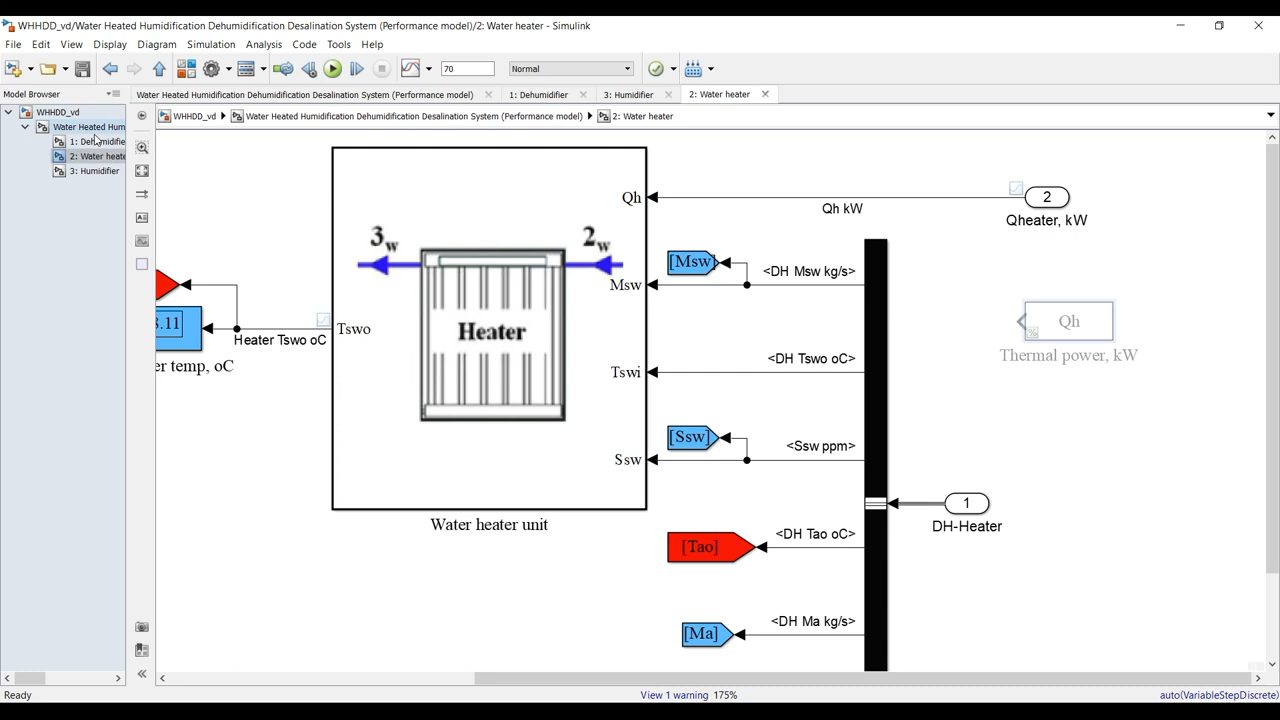 WHHDD_vd/Water Heated Humidification Dehumidification Desalination System (Performance model)/2: Water heater - Simulink
File Edit View Display Diagram Simulation Analysis Code Tools Help
70
Normal
Model Browser
Water Heated Humidification Dehumidification Desalination System (Performance model)
1: Dehumidifier
3: Humidifier
2: Water heater
WHHDD_vd
Water Heated Hum
1: Dehumidifie
2: Water heate
3: Humidifier
WHHDD_vd
Water Heated Humidification Dehumidification Desalination System (Performance model)
2: Water heater
Qh
Qh kW
2
Qheater, kW
3w
2w
[Msw]
<DH Msw kg/s>
Msw
8.11
Heater
Tswo
Heater Tswo oC
er temp, oC
Qh
Thermal power, kW
<DH Tswo oC>
Tswi
[Ssw]
<Ssw ppm>
Ssw
Water heater unit
1
DH-Heater
[Tao]
<DH Tao oC>
[Ma]
<DH Ma kg/s>
Ready
View 1 warning
175%
auto(VariableStepDiscrete)